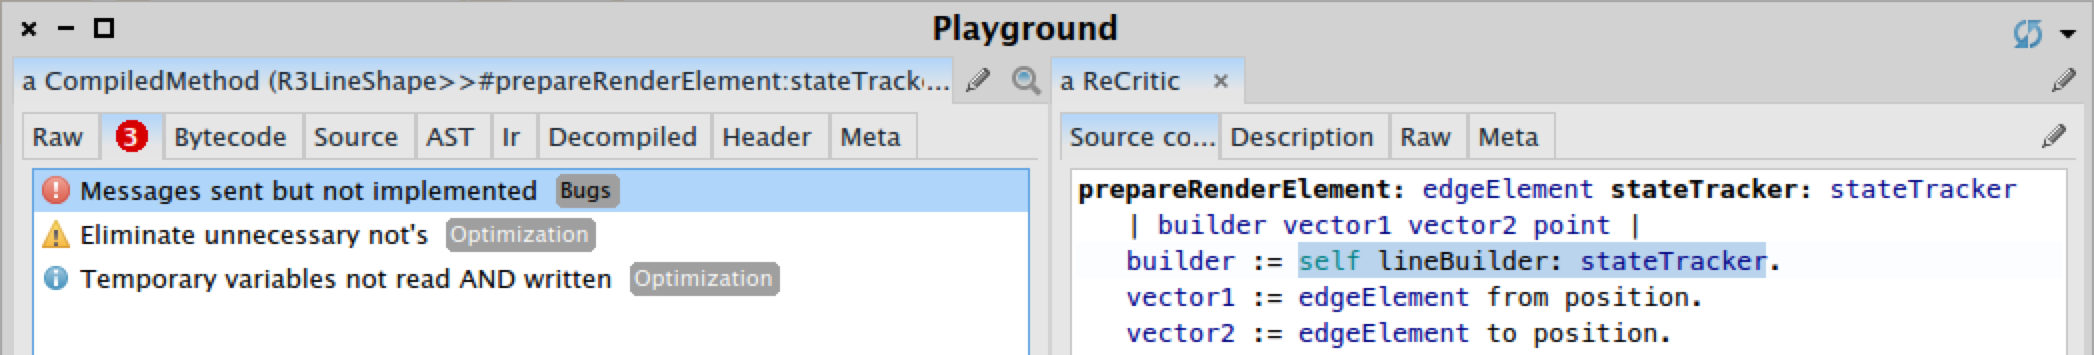 Playground
a CompiledMethod (R3LineShape>>#prepareRenderElement:stateTrack...
a ReCritic
Raw 3 Bytecode Source AST Ir Decompiled Header Meta
Source co... Description Raw Meta
Messages sent but not implemented Bugs
Eliminate unnecessary not's Optimization
Temporary variables not read AND written Optimization
prepareRenderElement: edgeElement stateTracker: stateTracker
| builder vector1 vector2 point |
builder := self lineBuilder: stateTracker.
vector1 := edgeElement from position.
vector2 := edgeElement to position.